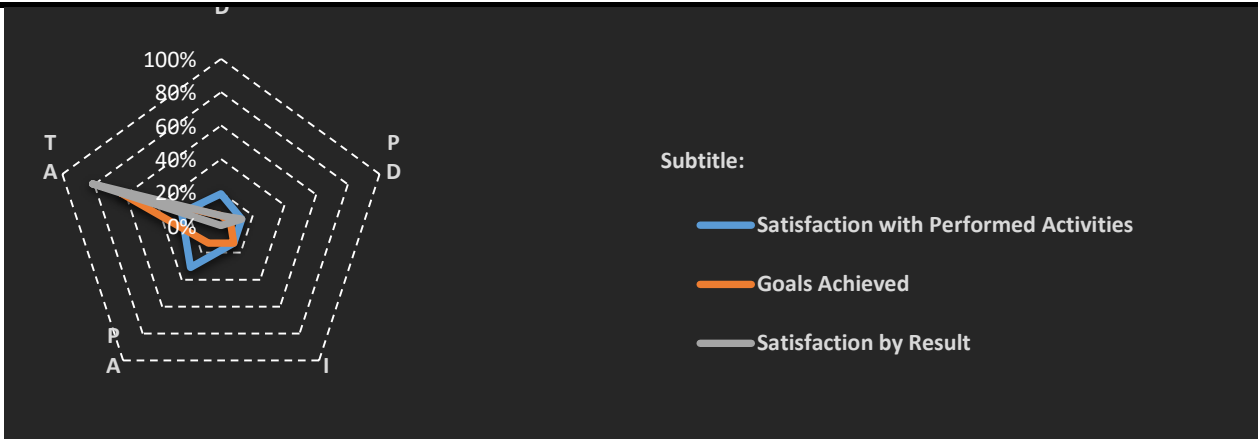 D
100%
80%
60%
40%
20%
0%
T
A
P
D
P
A
I
Subtitle:
Satisfaction with Performed Activities
Goals Achieved
Satisfaction by Result